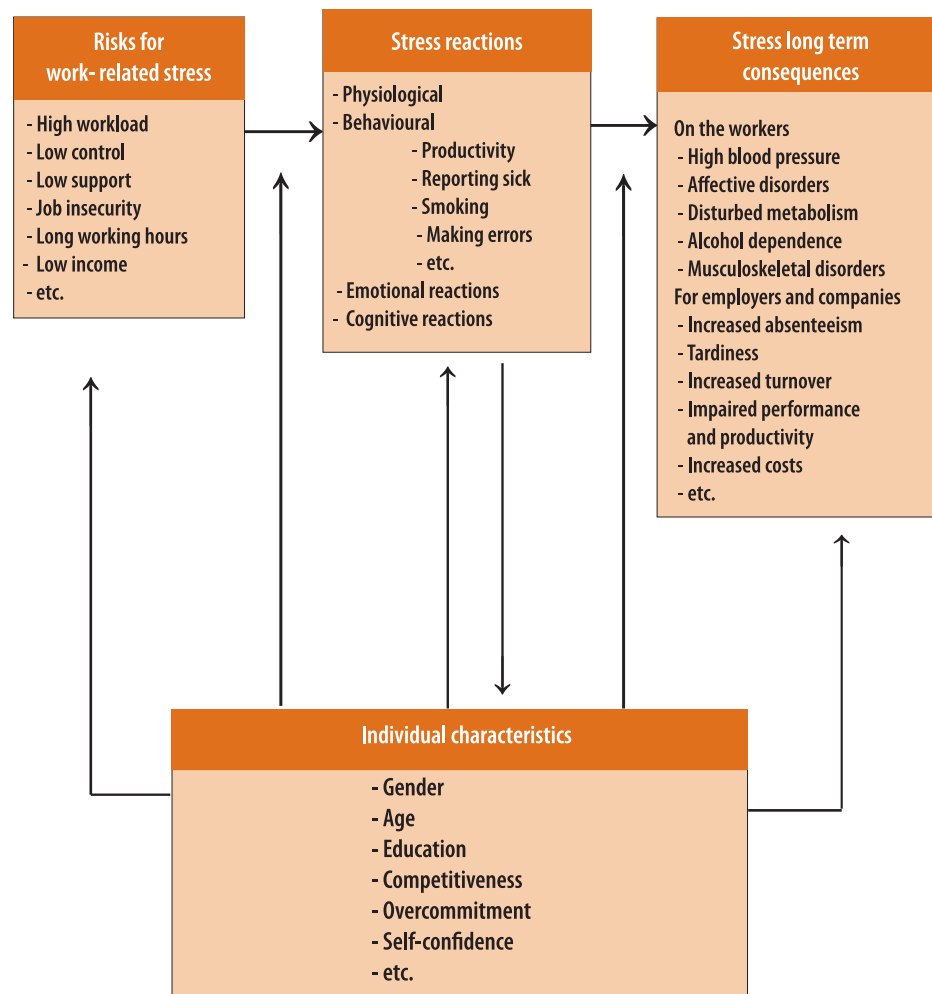 Risks for
work- related stress
- High workload
- Low control
- Low support
- Job insecurity
- Long working hours
- Low income
- etc.
Stress reactions
- Physiological
- Behavioural
- Productivity
- Reporting sick
- Smoking
- Making errors
- etc.
- Emotional reactions
- Cognitive reactions
Stress long term
consequences
On the workers
- High blood pressure
- Affective disorders
- Disturbed metabolism
- Alcohol dependence
- Musculoskeletal disorders
For employers and companies
- Increased absenteeism
- Tardiness
- Increased turnover
- Impaired performance
and productivity
- Increased costs
- etc.
Individual characteristics
- Gender
- Age
- Education
- Competitiveness
- Overcommitment
- Self-confidence
- etc.